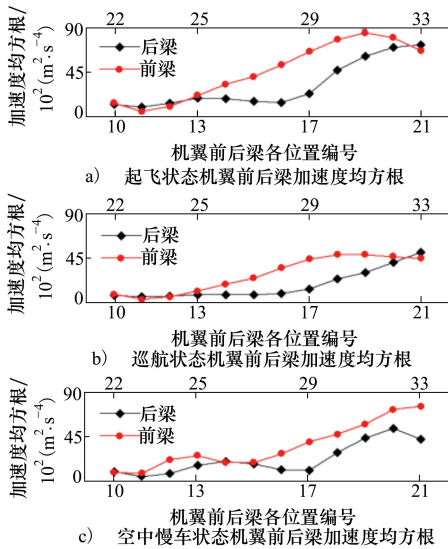 22 25 29 33
加速度均方根/
10²(m²·s⁻⁴)
90
45
0
后梁
前梁
10 13 17 21
机翼前后梁各位置编号
a) 起飞状态机翼前后梁加速度均方根
22 25 29 33
加速度均方根/
10²(m²·s⁻⁴)
90
45
0
后梁
前梁
10 13 17 21
机翼前后梁各位置编号
b) 巡航状态机翼前后梁加速度均方根
22 25 29 33
加速度均方根/
10²(m²·s⁻⁴)
90
45
0
后梁
前梁
10 13 17 21
机翼前后梁各位置编号
c) 空中慢车状态机翼前后梁加速度均方根